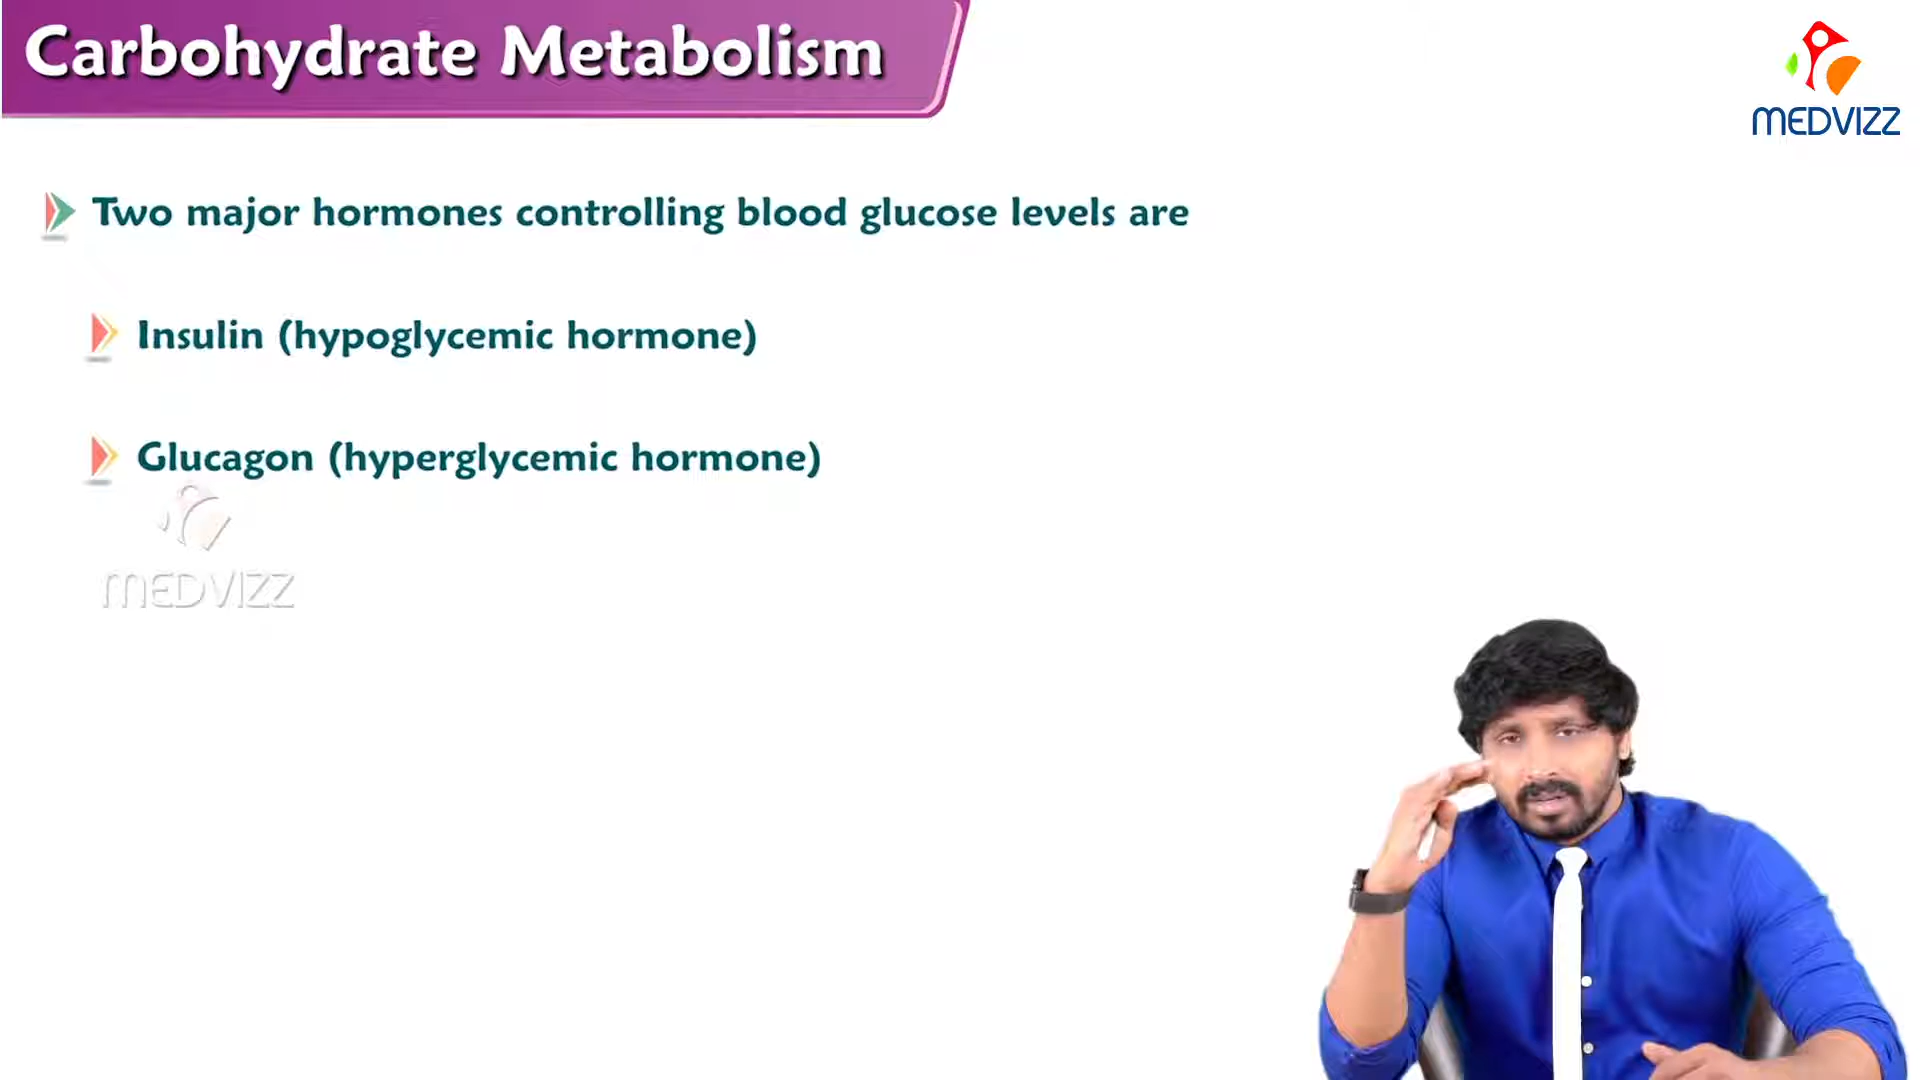 Carbohydrate Metabolism
MEDVIZZ
Two major hormones controlling blood glucose levels are
Insulin (hypoglycemic hormone)
Glucagon (hyperglycemic hormone)
MEDVIZZ